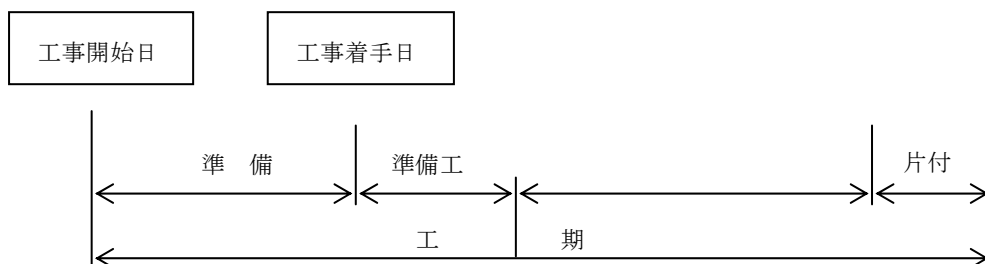 工事開始日 工事着手日
準 備 準備工 片付
工 期